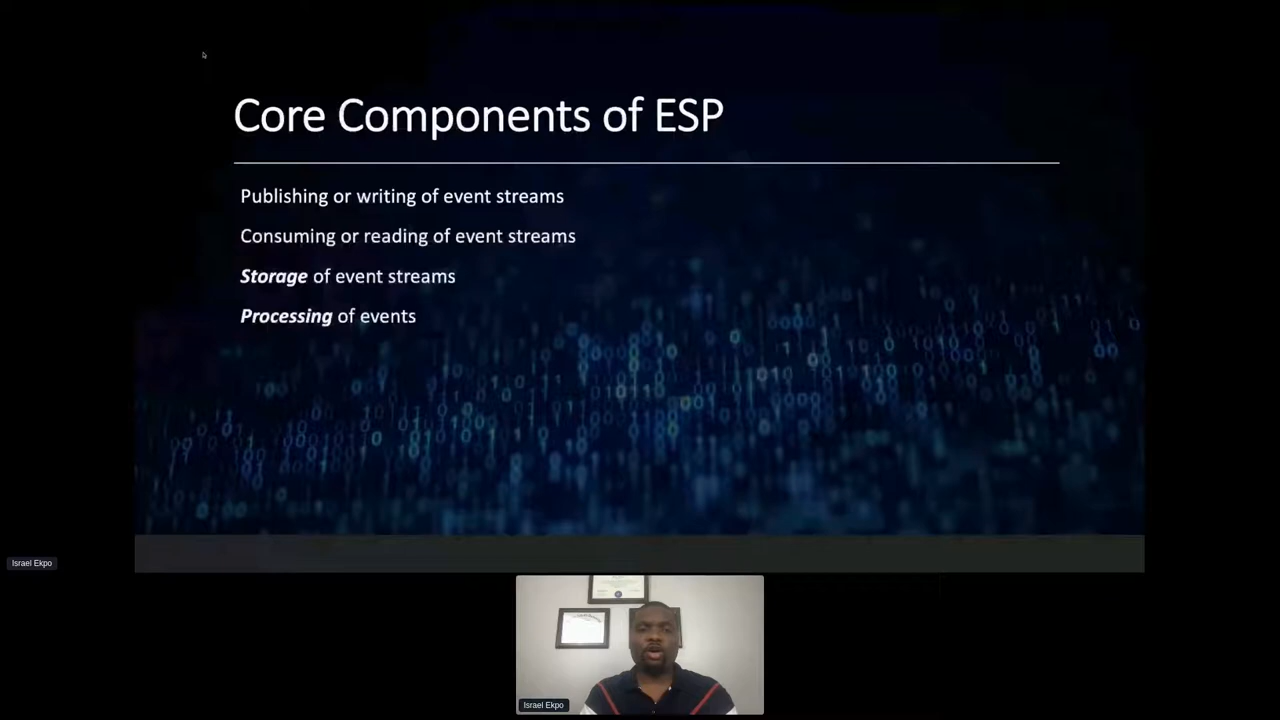 Core Components of ESP
Publishing or writing of event streams
Consuming or reading of event streams
Storage of event streams
Processing of events
Israel Ekpo
Israel Ekpo